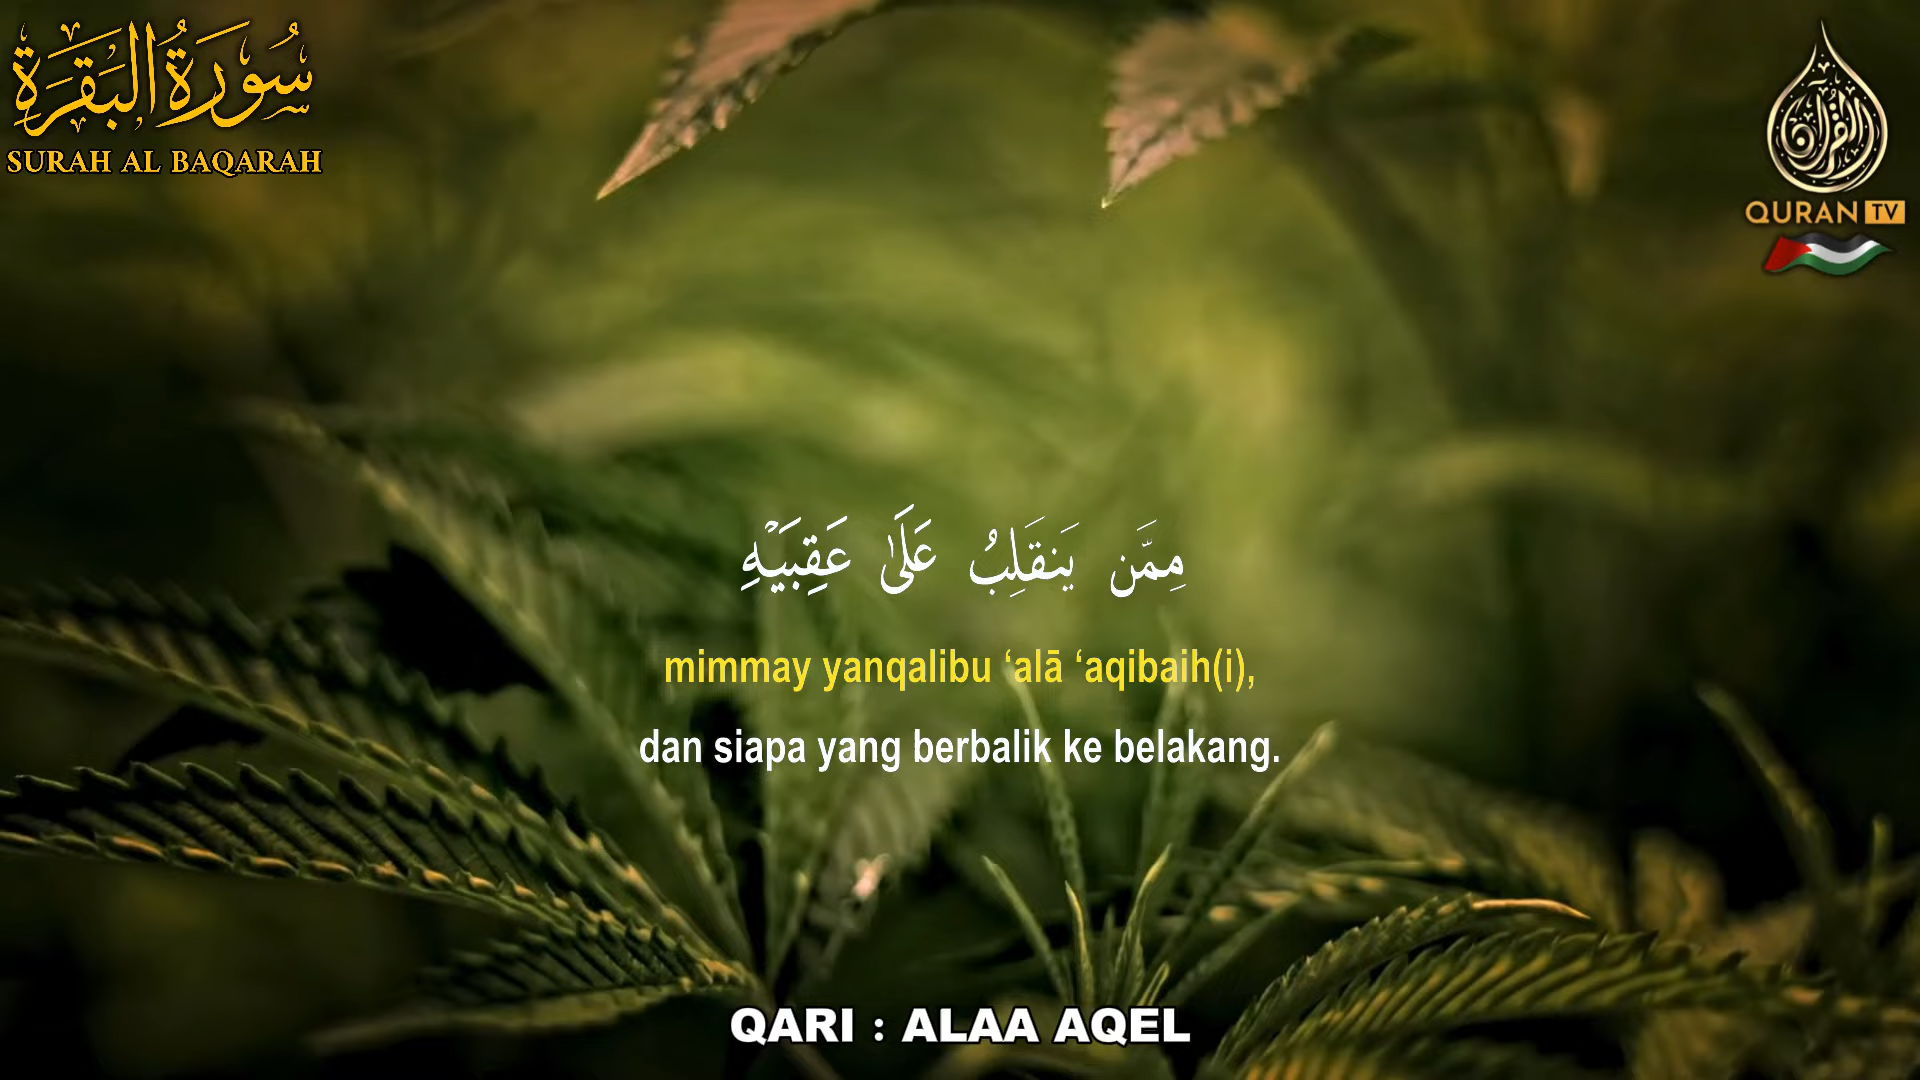 سُورَةُ البَقَرَةِ
SURAH AL BAQARAH
القرآن
QURAN TV
مِمَّن يَنقَلِبُ عَلَىٰ عَقِبَيْهِ
mimmay yanqalibu ‘alā ‘aqibaih(i),
dan siapa yang berbalik ke belakang.
QARI : ALAA AQEL